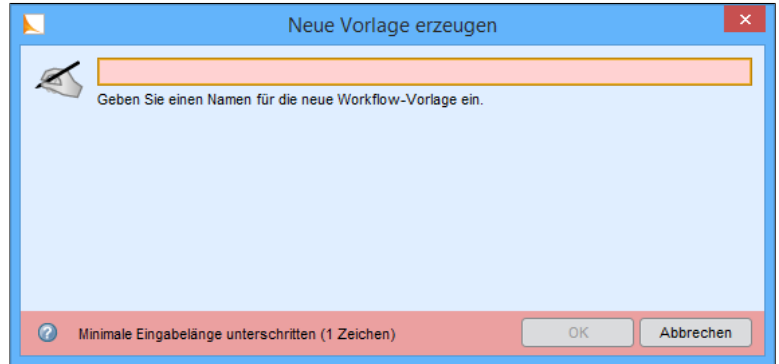 Neue Vorlage erzeugen
Geben Sie einen Namen für die neue Workflow-Vorlage ein.
Minimale Eingabelänge unterschritten (1 Zeichen)
OK
Abbrechen